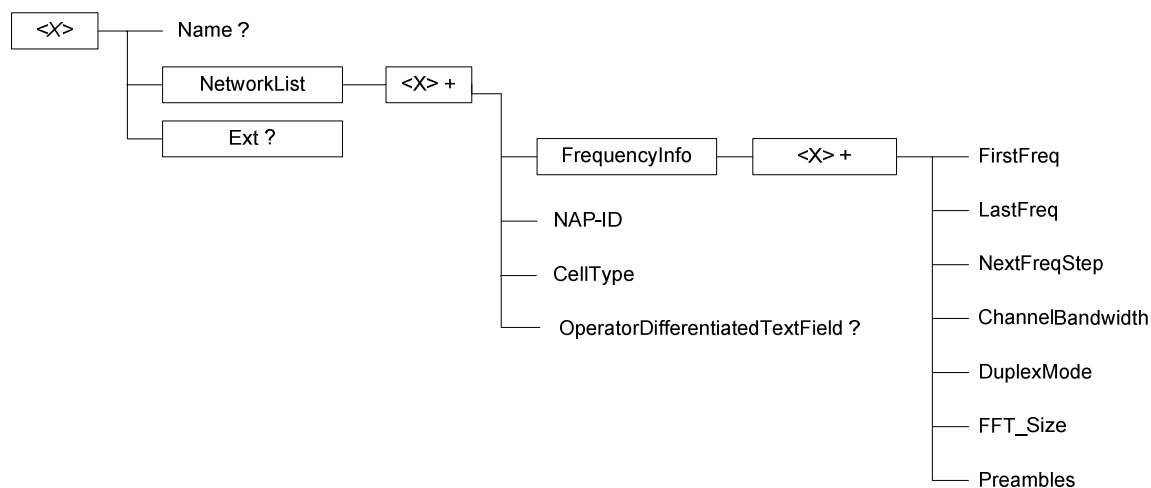 <X>
Name ?
NetworkList
<X> +
Ext ?
FrequencyInfo
<X> +
FirstFreq
NAP-ID
LastFreq
CellType
NextFreqStep
OperatorDifferentiatedTextField ?
ChannelBandwidth
DuplexMode
FFT_Size
Preambles